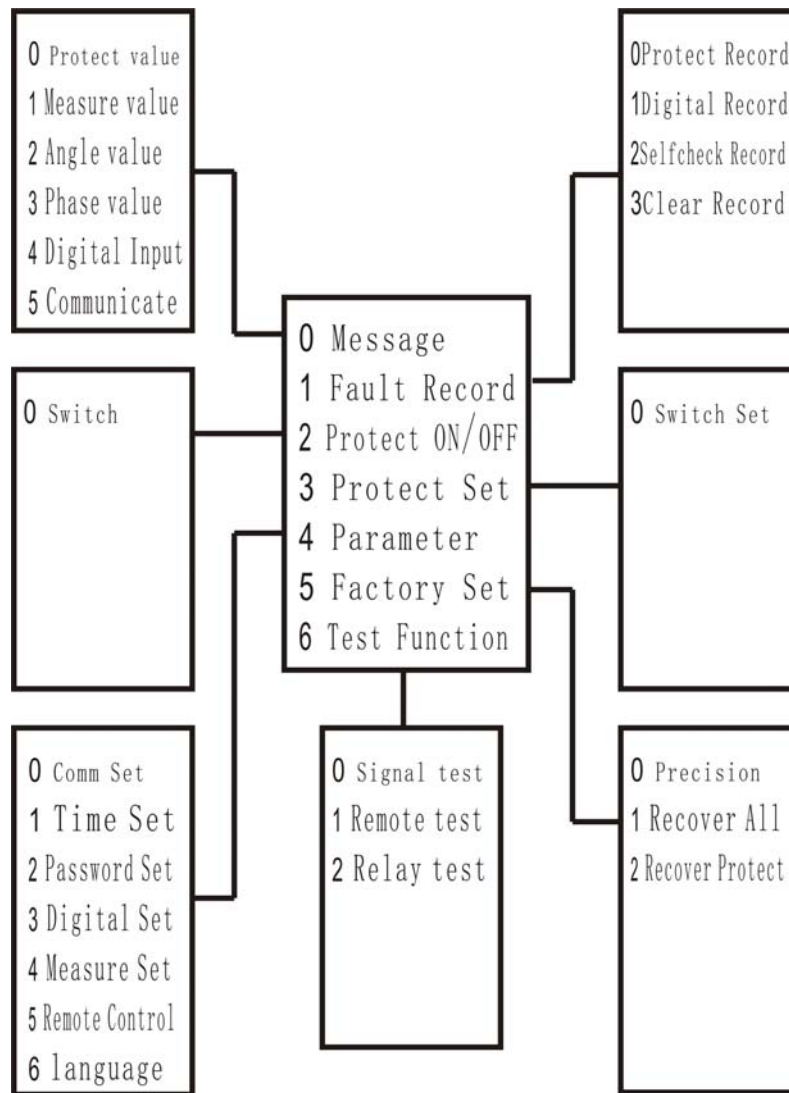 0 Protect value
1 Measure value
2 Angle value
3 Phase value
4 Digital Input
5 Communicate
0Protect Record
1Digital Record
2Selfcheck Record
3Clear Record
0 Message
1 Fault Record
2 Protect ON/OFF
3 Protect Set
4 Parameter
5 Factory Set
6 Test Function
0 Switch
0 Switch Set
0 Comm Set
1 Time Set
2 Password Set
3 Digital Set
4 Measure Set
5 Remote Control
6 language
0 Signal test
1 Remote test
2 Relay test
0 Precision
1 Recover All
2 Recover Protect